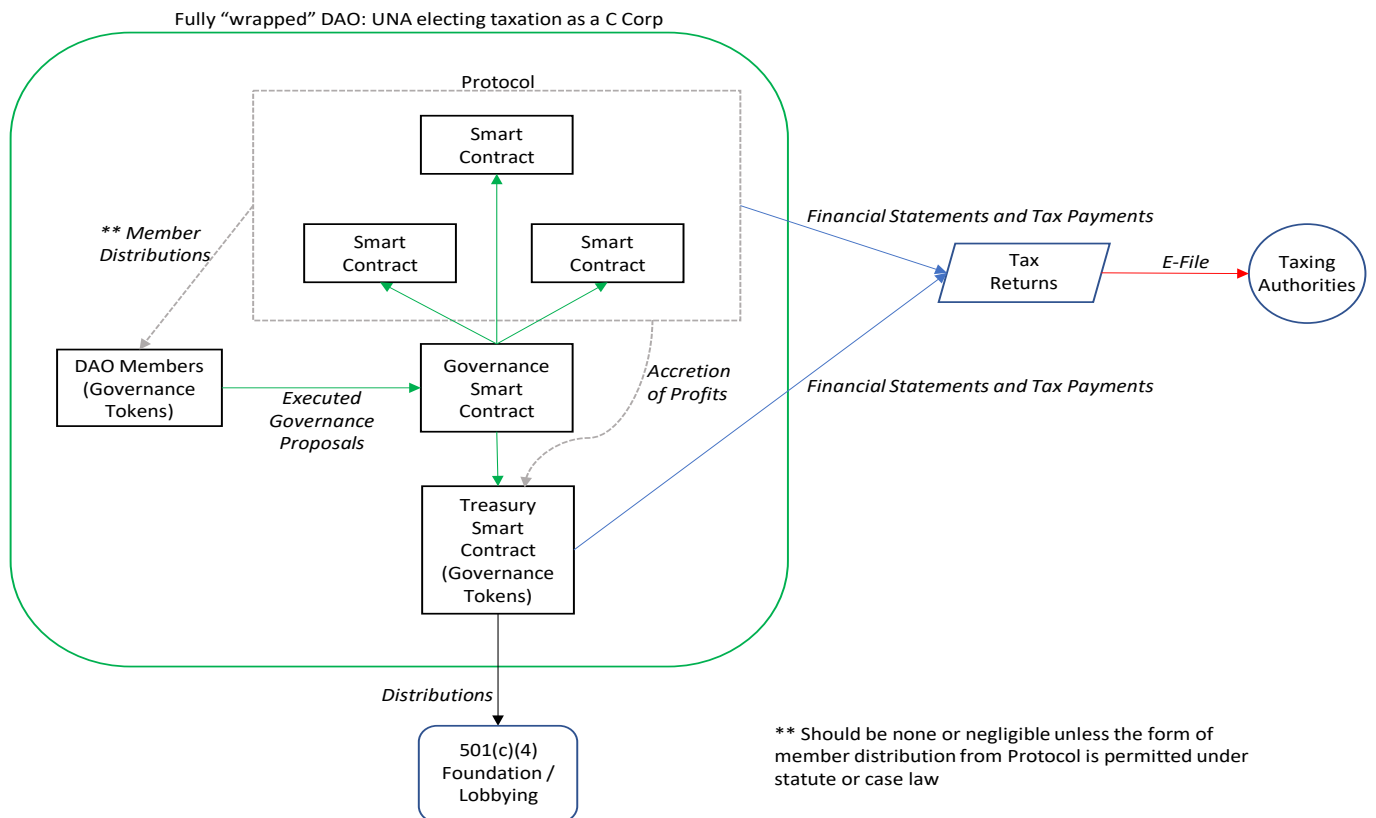 Fully “wrapped” DAO: UNA electing taxation as a C Corp
Protocol
Smart
Contract
** Member
Distributions
Smart
Contract
Smart
Contract
Financial Statements and Tax Payments
Tax
Returns
E-File
Taxing
Authorities
DAO Members
(Governance
Tokens)
Executed
Governance
Proposals
Governance
Smart
Contract
Accretion
of Profits
Financial Statements and Tax Payments
Treasury
Smart
Contract
(Governance
Tokens)
Distributions
501(c)(4)
Foundation /
Lobbying
** Should be none or negligible unless the form of
member distribution from Protocol is permitted under
statute or case law